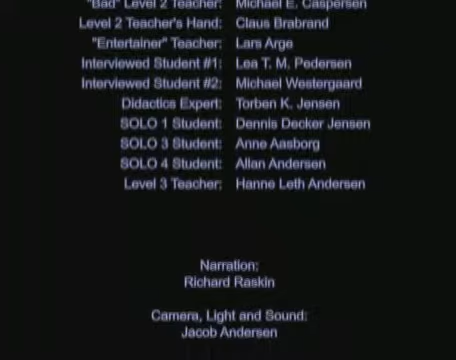 "Bad" Level 2 Teacher: Michael E. Caspersen
Level 2 Teacher's Hand: Claus Brabrand
"Entertainer" Teacher: Lars Arge
Interviewed Student #1: Lea T. M. Pedersen
Interviewed Student #2: Michael Westergaard
Didactics Expert: Torben K. Jensen
SOLO 1 Student: Dennis Decker Jensen
SOLO 3 Student: Anne Aasborg
SOLO 4 Student: Allan Andersen
Level 3 Teacher: Hanne Leth Andersen
Narration:
Richard Raskin
Camera, Light and Sound:
Jacob Andersen